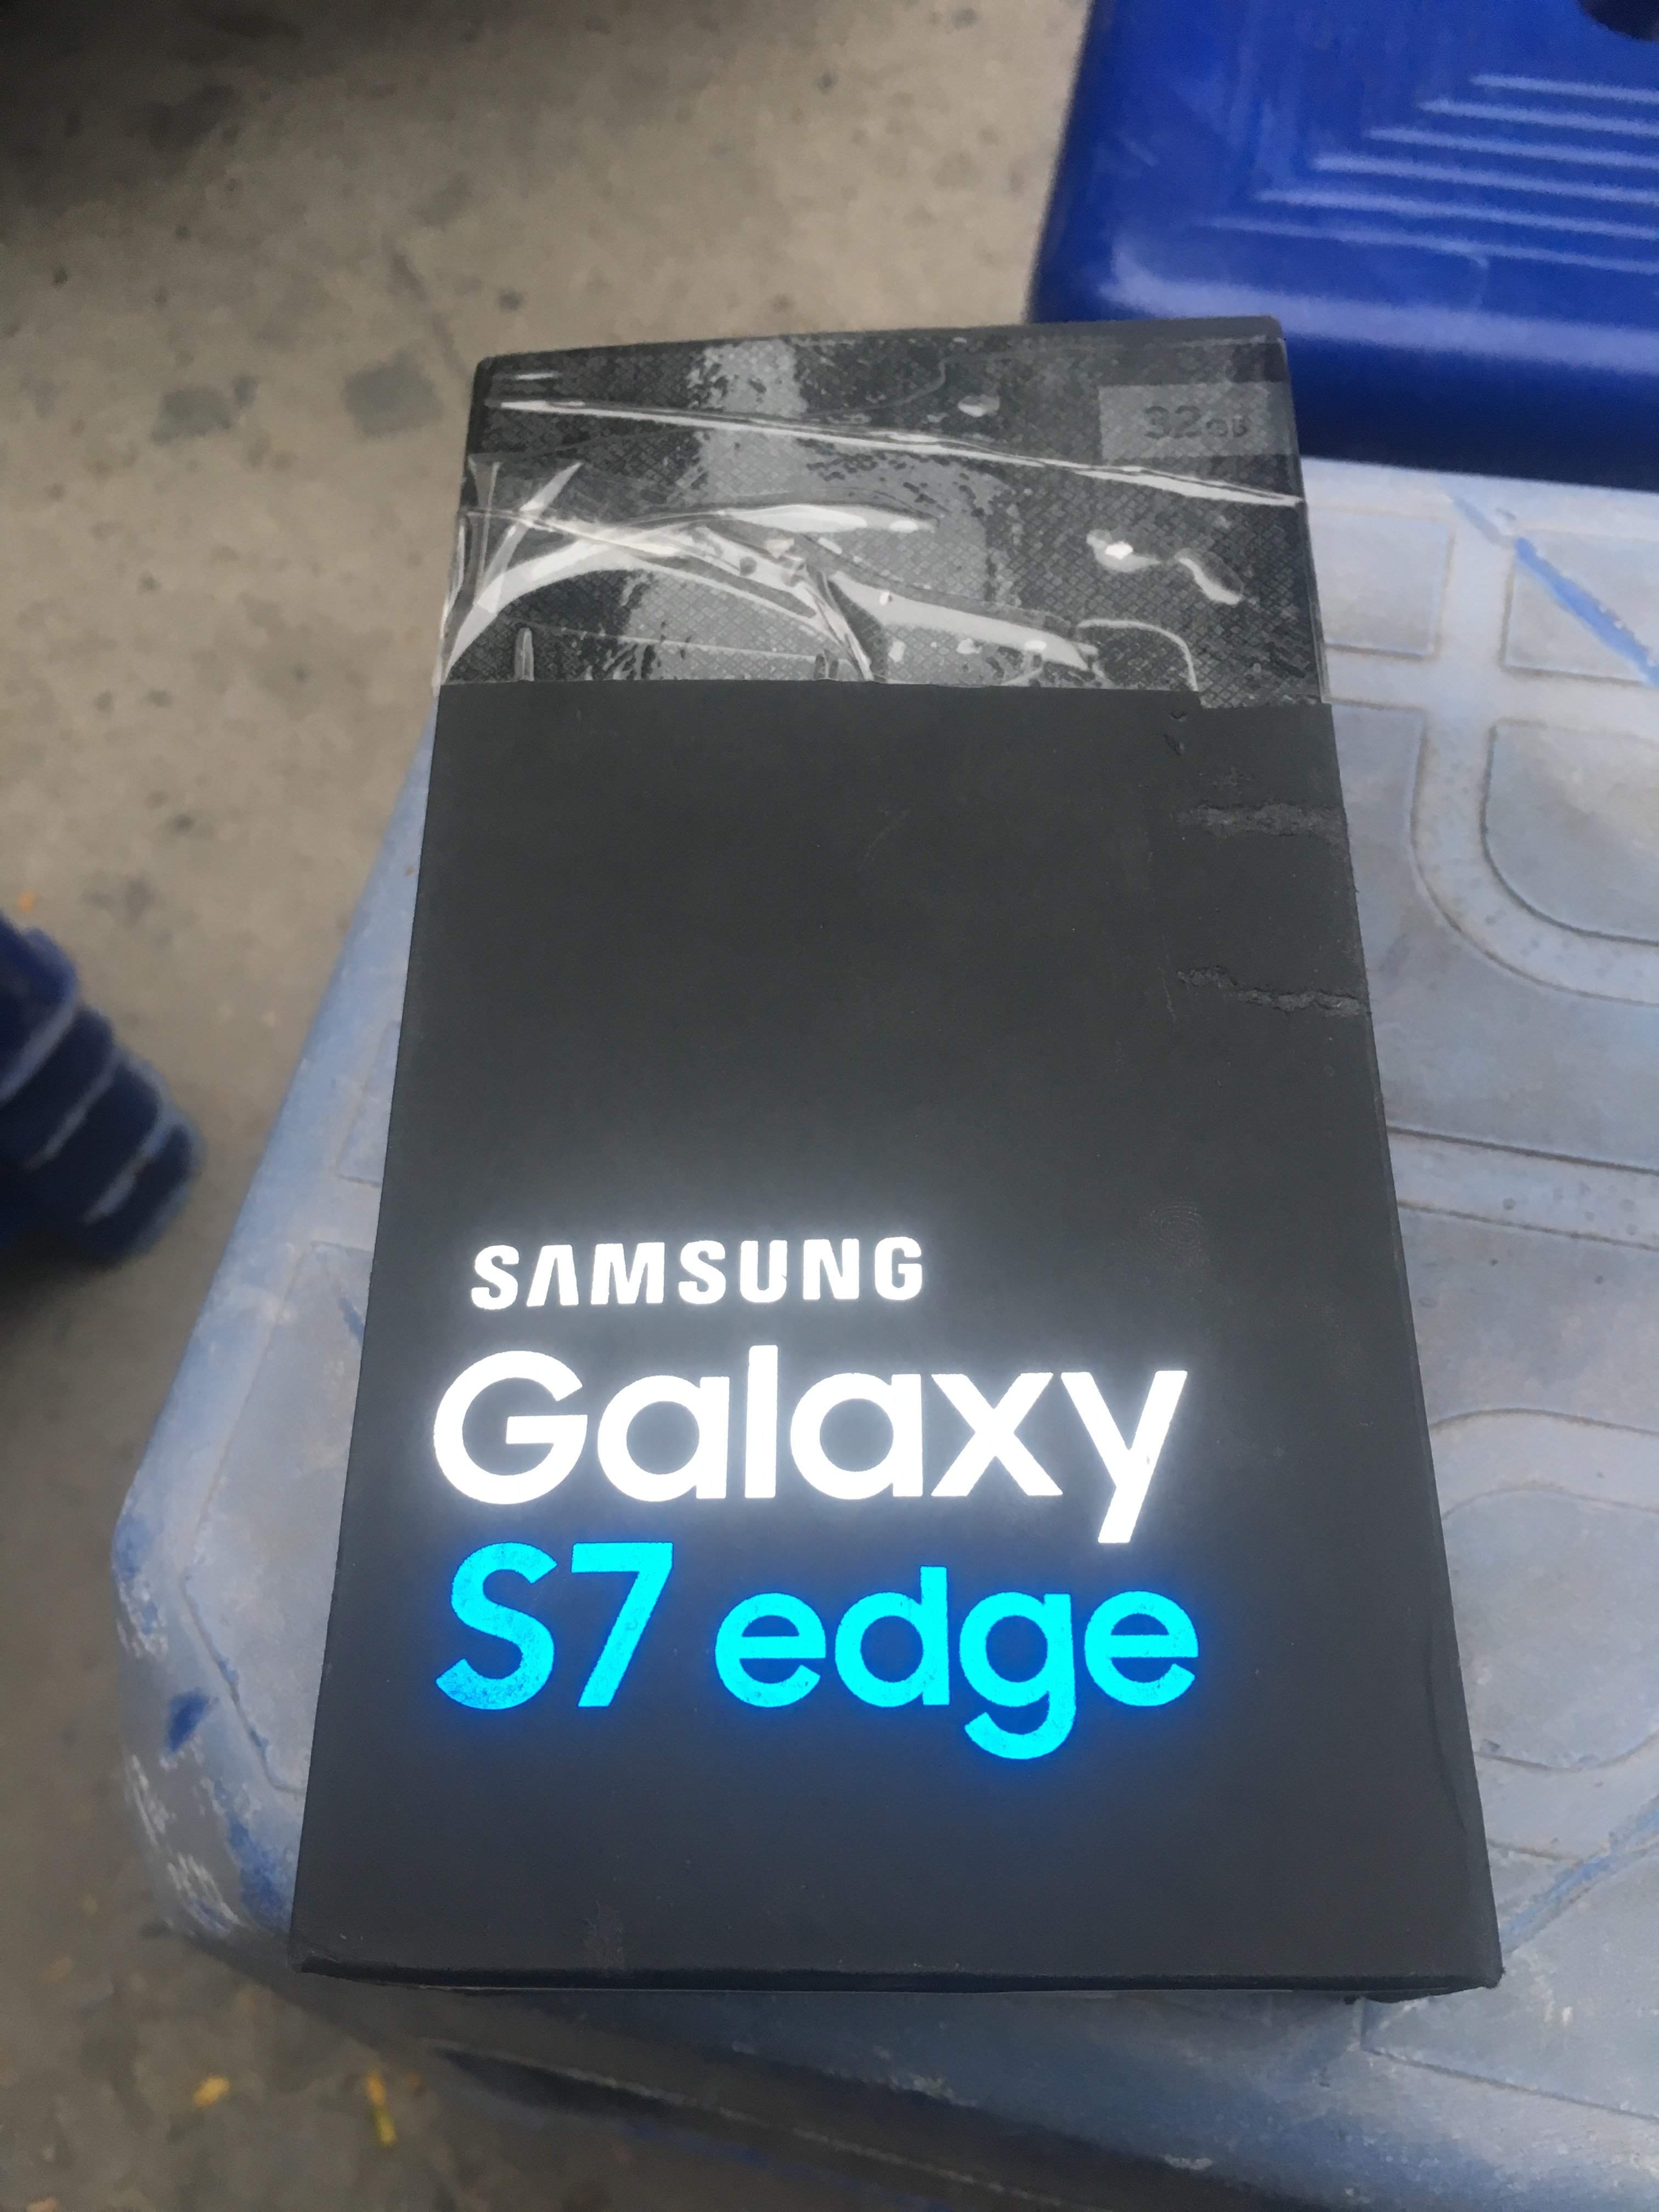 32GB
SAMSUNG
Galaxy
S7 edge